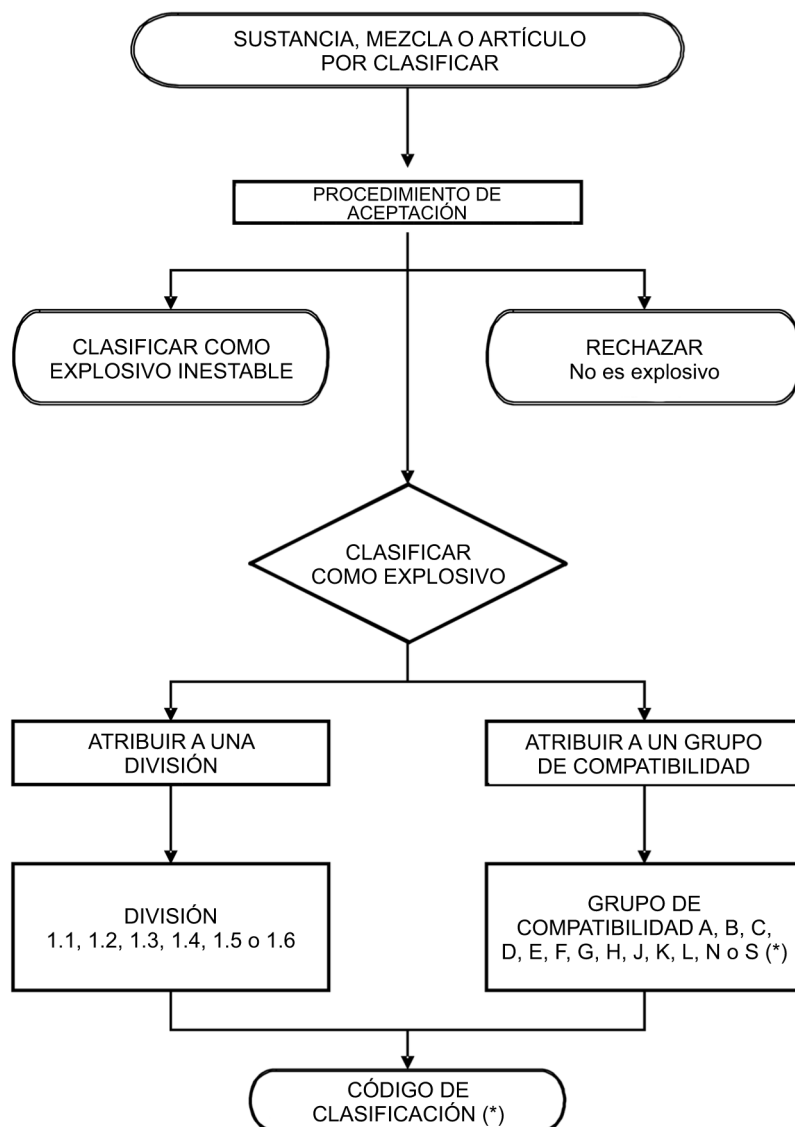 SUSTANCIA, MEZCLA O ARTÍCULO
POR CLASIFICAR
PROCEDIMIENTO DE
ACEPTACIÓN
CLASIFICAR COMO
EXPLOSIVO INESTABLE
RECHAZAR
No es explosivo
CLASIFICAR
COMO EXPLOSIVO
ATRIBUIR A UNA
DIVISIÓN
ATRIBUIR A UN GRUPO
DE COMPATIBILIDAD
DIVISIÓN
1.1, 1.2, 1.3, 1.4, 1.5 o 1.6
GRUPO DE
COMPATIBILIDAD A, B, C,
D, E, F, G, H, J, K, L, N o S (*)
CÓDIGO DE
CLASIFICACIÓN (*)